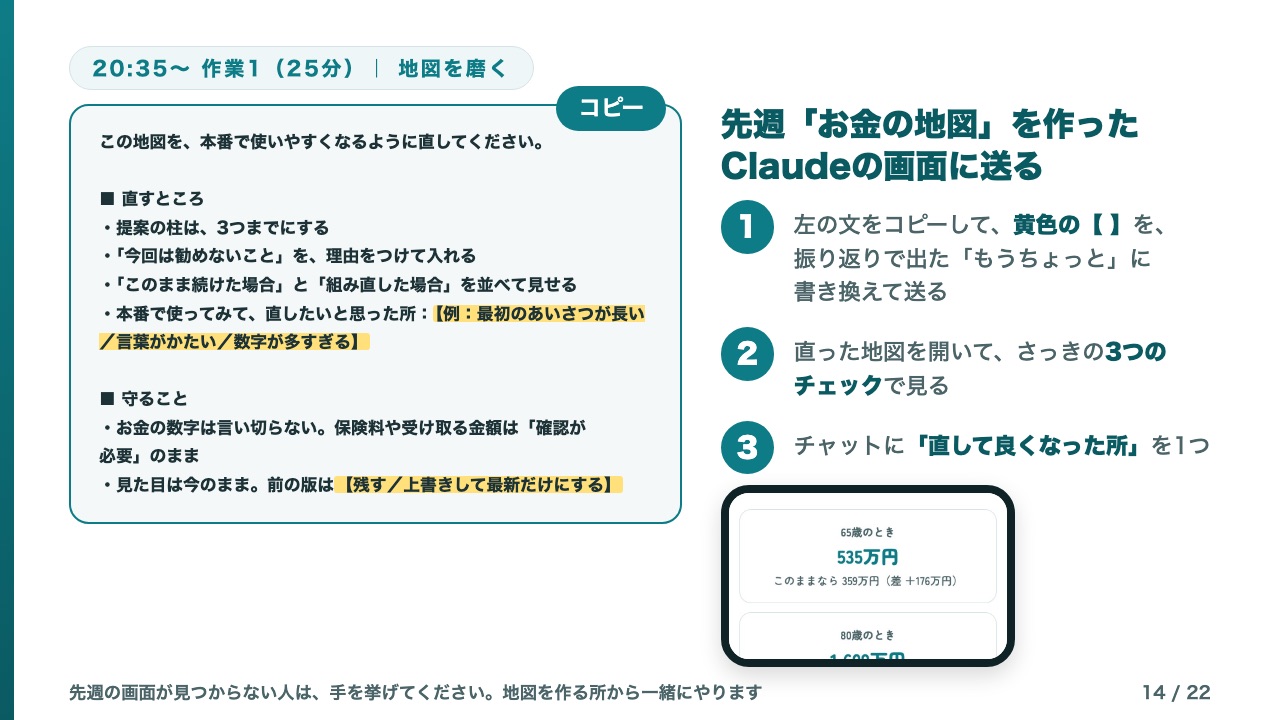 20:35〜 作業1（25分）｜ 地図を磨く
コピー
この地図を、本番で使いやすくなるように直してください。
■ 直すところ
・提案の柱は、3つまでにする
・「今回は勧めないこと」を、理由をつけて入れる
・「このまま続けた場合」と「組み直した場合」を並べて見せる
・本番で使ってみて、直したいと思った所：【例：最初のあいさつが長い
／言葉がかたい／数字が多すぎる】
■ 守ること
・お金の数字は言い切らない。保険料や受け取る金額は「確認が
必要」のまま
・見た目は今のまま。前の版は【残す／上書きして最新だけにする】
先週「お金の地図」を作った
Claudeの画面に送る
1
左の文をコピーして、黄色の【 】を、
振り返りで出た「もうちょっと」に
書き換えて送る
2
直った地図を開いて、さっきの3つの
チェックで見る
3
チャットに「直して良くなった所」を1つ
65歳のとき
535万円
このままなら 359万円（差 ＋176万円）
80歳のとき
先週の画面が見つからない人は、手を挙げてください。地図を作る所から一緒にやります
14 / 22